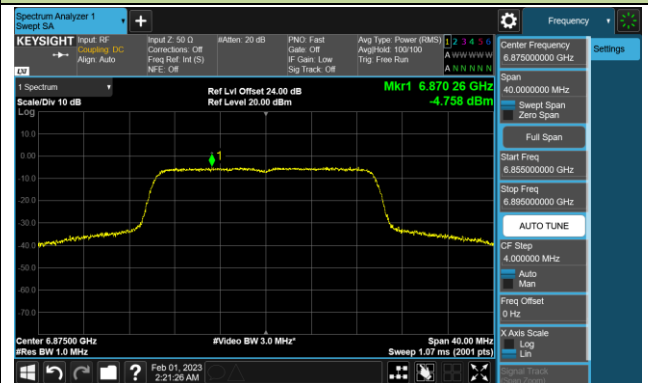 Spectrum Analyzer 1
Swept SA
Frequency
KEYSIGHT
Input: RF
Coupling: DC
Align: Auto
Input Z: 50 Ω
Corrections: Off
Freq Ref: Int (S)
NFE: Off
#Atten: 20 dB
PNO: Fast
Gate: Off
IF Gain: Low
Sig Track: Off
Avg Type: Power (RMS)
Avg|Hold: 100/100
Trig: Free Run
1 2 3 4 5 6
A W W W W W
A N N N N N
LXI
1 Spectrum
Scale/Div 10 dB
Ref Lvl Offset 24.00 dB
Ref Level 20.00 dBm
Mkr1 6.870 26 GHz
-4.758 dBm
Log
10.0
0.00
-10.0
-20.0
-30.0
-40.0
-50.0
-60.0
-70.0
1
Center 6.87500 GHz
#Res BW 1.0 MHz
#Video BW 3.0 MHz*
Span 40.00 MHz
Sweep 1.07 ms (2001 pts)
Feb 01, 2023
2:21:26 AM
?
Center Frequency
6.875000000 GHz
Settings
Span
40.0000000 MHz
Swept Span
Zero Span
Full Span
Start Freq
6.855000000 GHz
Stop Freq
6.895000000 GHz
AUTO TUNE
CF Step
4.000000 MHz
Auto
Man
Freq Offset
0 Hz
X Axis Scale
Log
Lin
Signal Track
(Span Zoom)